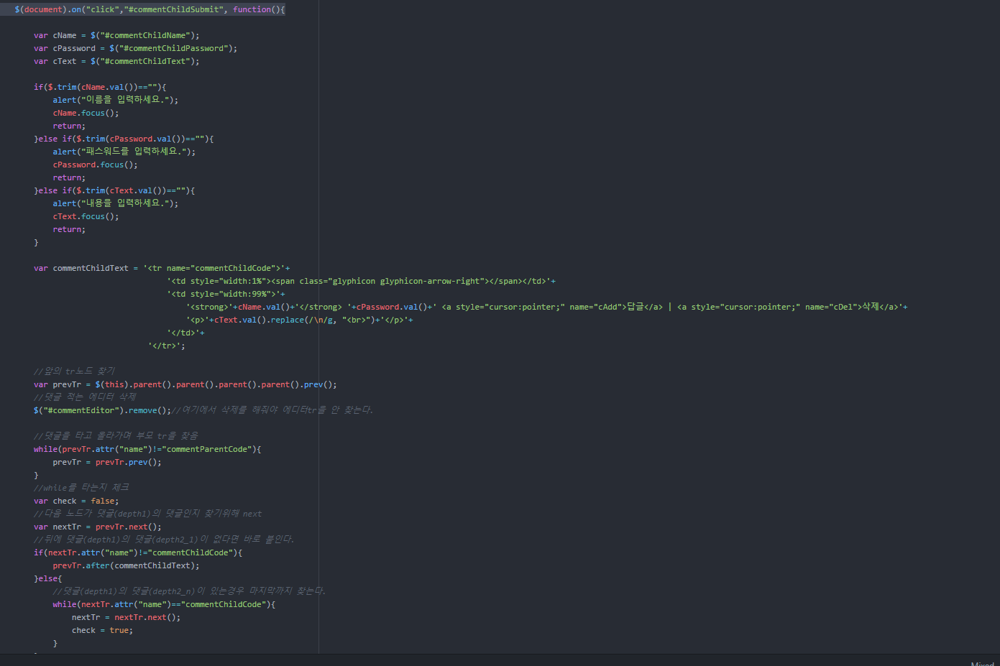 $(document).on("click","#commentChildSubmit", function(){
var cName = $("#commentChildName");
var cPassword = $("#commentChildPassword");
var cText = $("#commentChildText");
if($.trim(cName.val())==""){
alert("이름을 입력하세요.");
cName.focus();
return;
}else if($.trim(cPassword.val())==""){
alert("패스워드를 입력하세요.");
cPassword.focus();
return;
}else if($.trim(cText.val())==""){
alert("내용을 입력하세요.");
cText.focus();
return;
}
var commentChildText = '<tr name="commentChildCode">'+
'<td style="width:1%"><span class="glyphicon glyphicon-arrow-right"></span></td>'+
'<td style="width:99%">'+
'<strong>'+cName.val()+'</strong> '+cPassword.val()+' <a style="cursor:pointer;" name="cAdd">답글</a> | <a style="cursor:pointer;" name="cDel">삭제</a>'+
'<p>'+cText.val().replace(/\n/g, "<br>")+'</p>'+
'</td>'+
'</tr>';
//앞의 tr노드 찾기
var prevTr = $(this).parent().parent().parent().parent().prev();
//댓글 적는 에디터 삭제
$("#commentEditor").remove();//여기에서 삭제를 해줘야 에디터tr을 안 찾는다.
//댓글을 타고 올라가며 부모 tr을 찾음
while(prevTr.attr("name")!="commentParentCode"){
prevTr = prevTr.prev();
}
//while를 타는지 체크
var check = false;
//다음 노드가 댓글(depth1)의 댓글인지 찾기위해 next
var nextTr = prevTr.next();
//뒤에 댓글(depth1)의 댓글(depth2_1)이 없다면 바로 붙인다.
if(nextTr.attr("name")!="commentChildCode"){
prevTr.after(commentChildText);
}else{
//댓글(depth1)의 댓글(depth2_n)이 있는경우 마지막까지 찾는다.
while(nextTr.attr("name")=="commentChildCode"){
nextTr = nextTr.next();
check = true;
}
Mixed